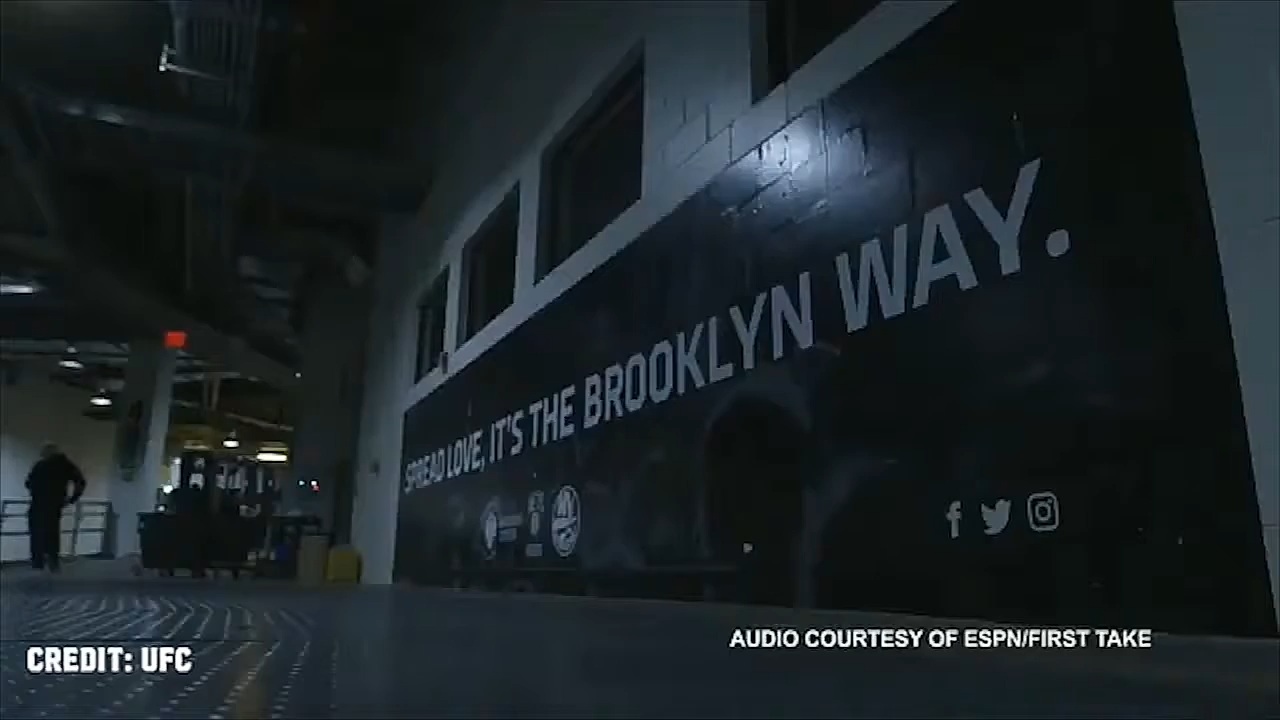 SPREAD LOVE, IT'S THE BROOKLYN WAY.
AUDIO COURTESY OF ESPN/FIRST TAKE
CREDIT: UFC